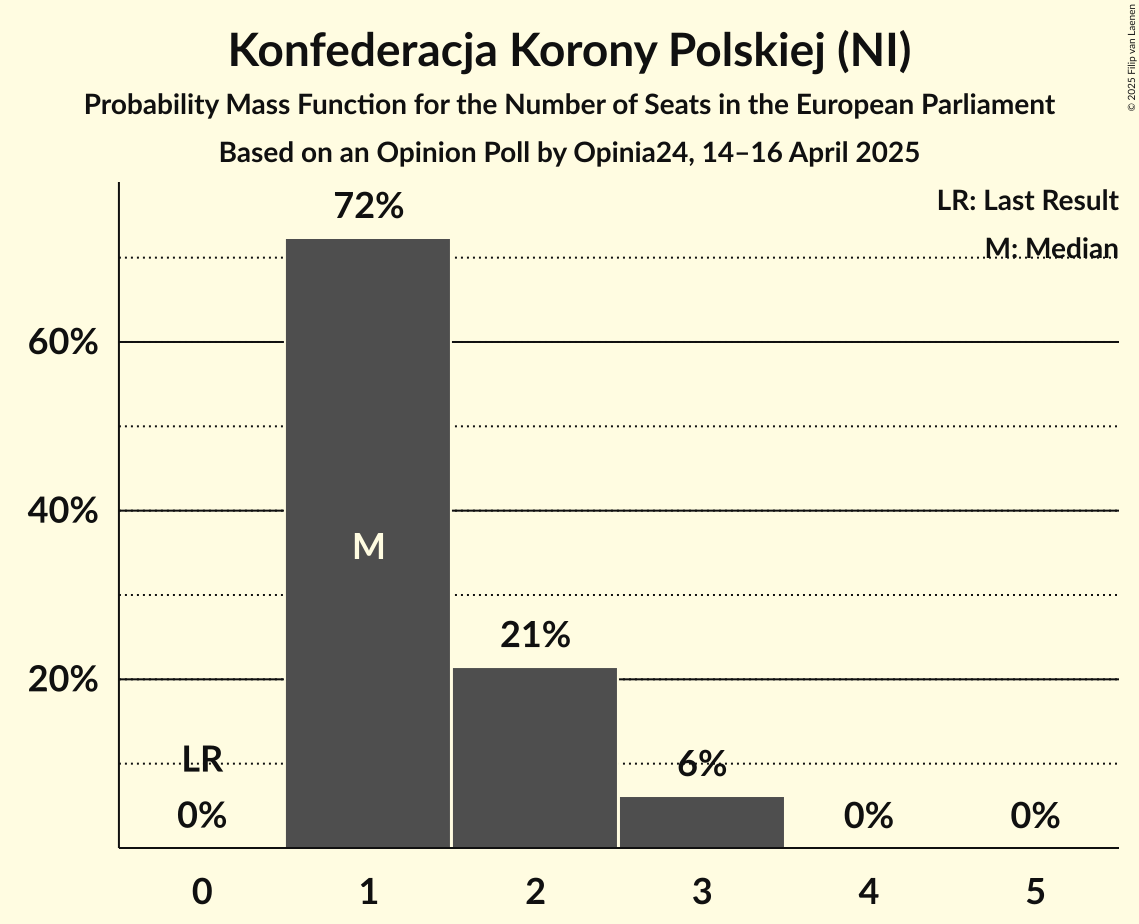 Konfederacja Korony Polskiej (NI)
Probability Mass Function for the Number of Seats in the European Parliament
Based on an Opinion Poll by Opinia24, 14–16 April 2025
© 2025 Filip van Laenen
LR: Last Result
M: Median
72%
60%
40%
M
21%
20%
LR
6%
0%
0%
0%
0
1
2
3
4
5